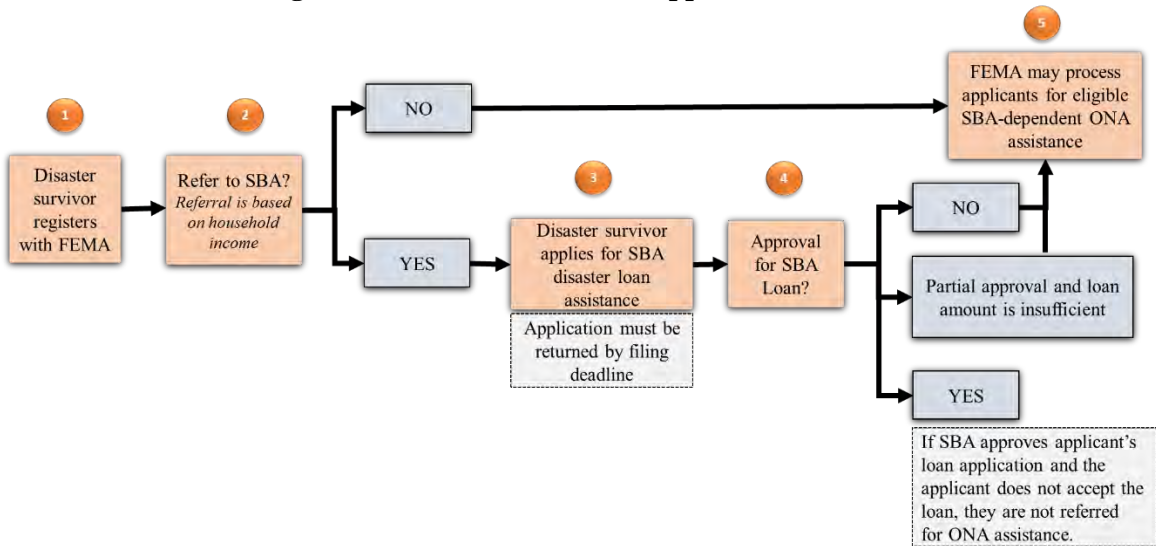 1
Disaster
survivor
registers
with FEMA
2
Refer to SBA?
Referral is based
on household
income
NO
YES
3
Disaster survivor
applies for SBA
disaster loan
assistance
Application must be
returned by filing
deadline
4
Approval
for SBA
Loan?
5
FEMA may process
applicants for eligible
SBA-dependent ONA
assistance
NO
Partial approval and loan
amount is insufficient
YES
If SBA approves applicant's
loan application and the
applicant does not accept the
loan, they are not referred
for ONA assistance.